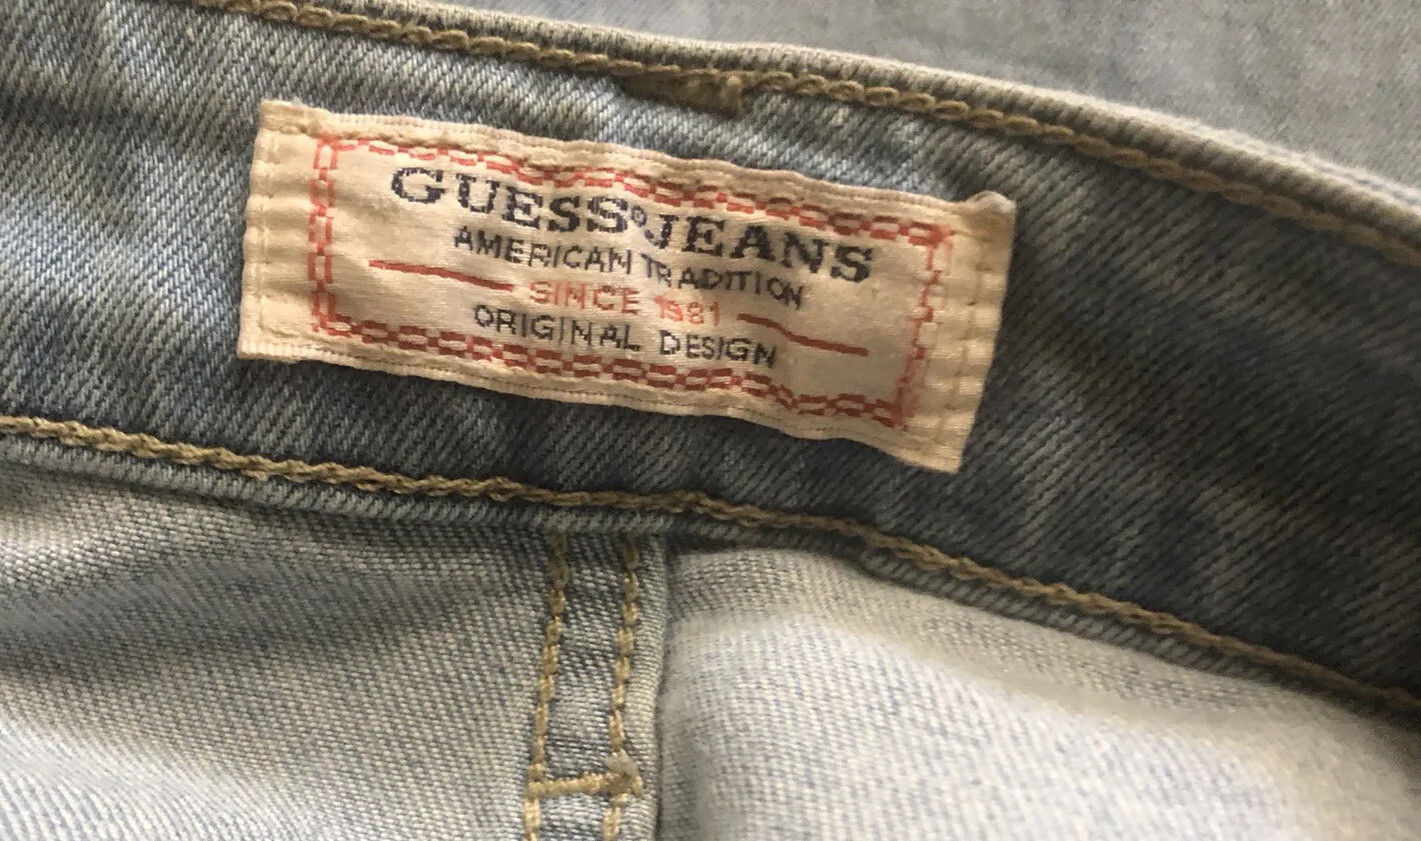 GUESS°JEANS
AMERICAN TRADITION
SINCE 1981
ORIGINAL DESIGN